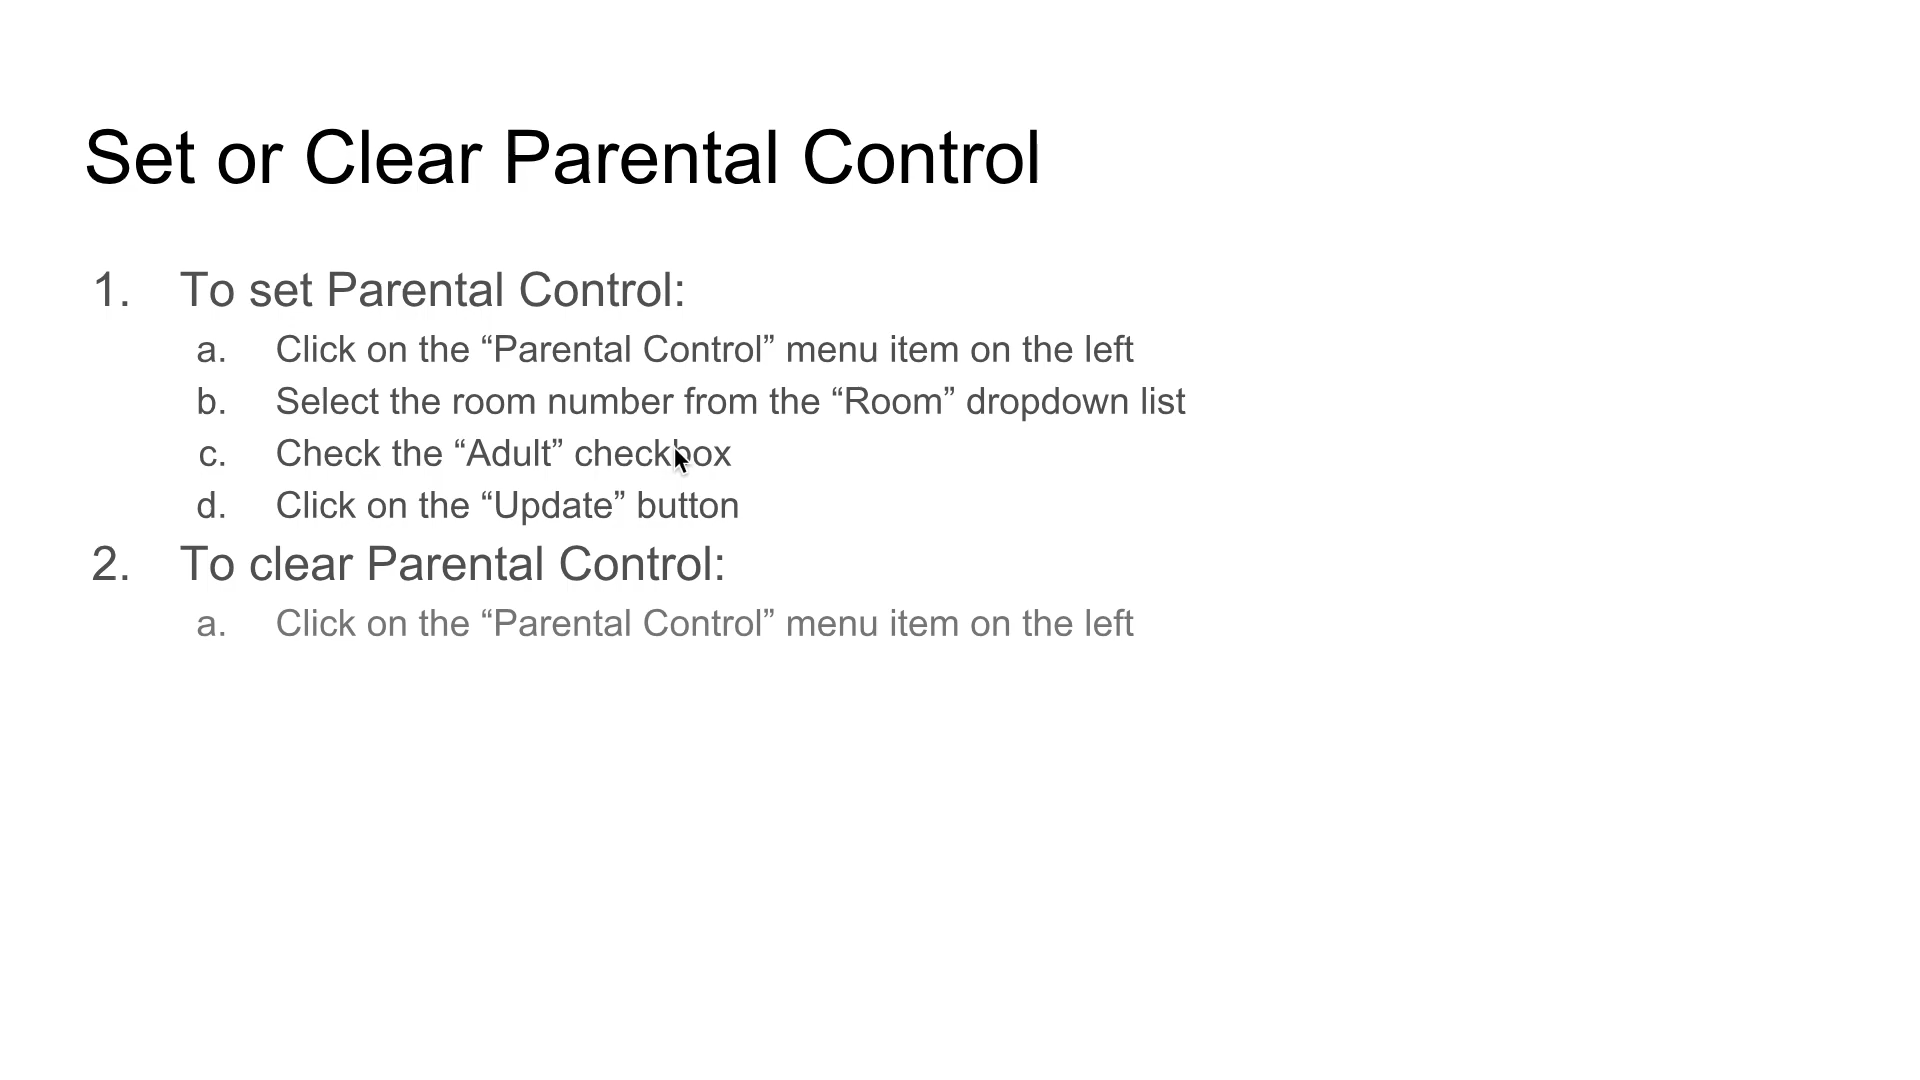 Set or Clear Parental Control
1. To set Parental Control:
a. Click on the “Parental Control” menu item on the left
b. Select the room number from the “Room” dropdown list
c. Check the “Adult” checkbox
d. Click on the “Update” button
2. To clear Parental Control:
a. Click on the “Parental Control” menu item on the left